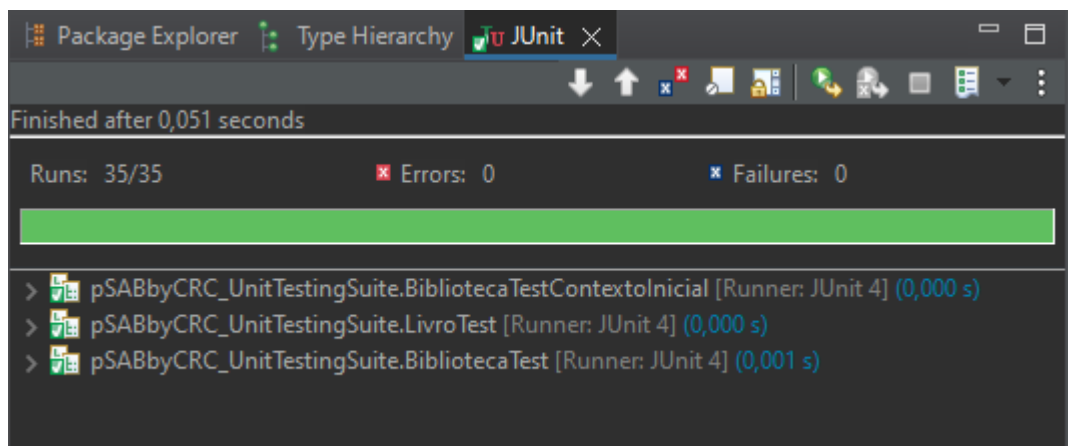 Package Explorer Type Hierarchy JUnit
Finished after 0,051 seconds
Runs: 35/35 Errors: 0 Failures: 0
pSABbyCRC_UnitTestingSuite.BibliotecaTestContextoInicial [Runner: JUnit 4] (0,000 s)
pSABbyCRC_UnitTestingSuite.LivroTest [Runner: JUnit 4] (0,000 s)
pSABbyCRC_UnitTestingSuite.BibliotecaTest [Runner: JUnit 4] (0,001 s)